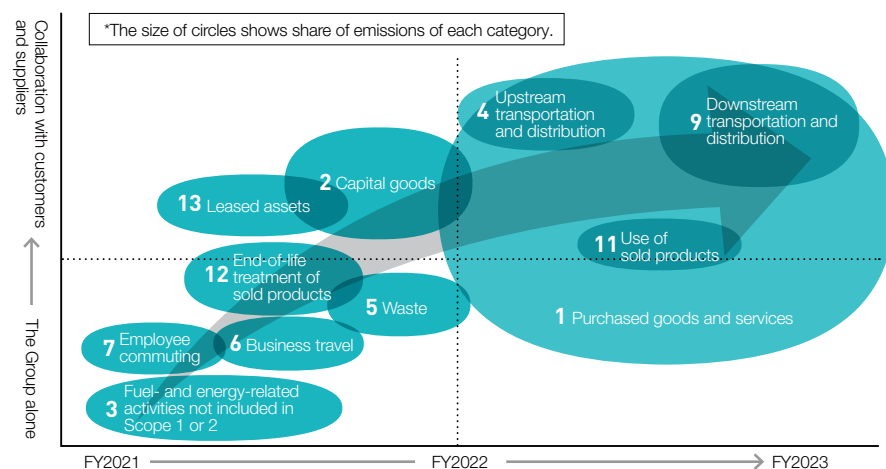 *The size of circles shows share of emissions of each category.
Collaboration with customers
and suppliers
The Group alone
4 Upstream
transportation
and distribution
9 Downstream
transportation and
distribution
2 Capital goods
13 Leased assets
11 Use of
sold products
12 End-of-life
treatment of
sold products
5 Waste
1 Purchased goods and services
7 Employee
commuting
6 Business travel
3 Fuel- and energy-related
activities not included in
Scope 1 or 2
FY2021
FY2022
FY2023